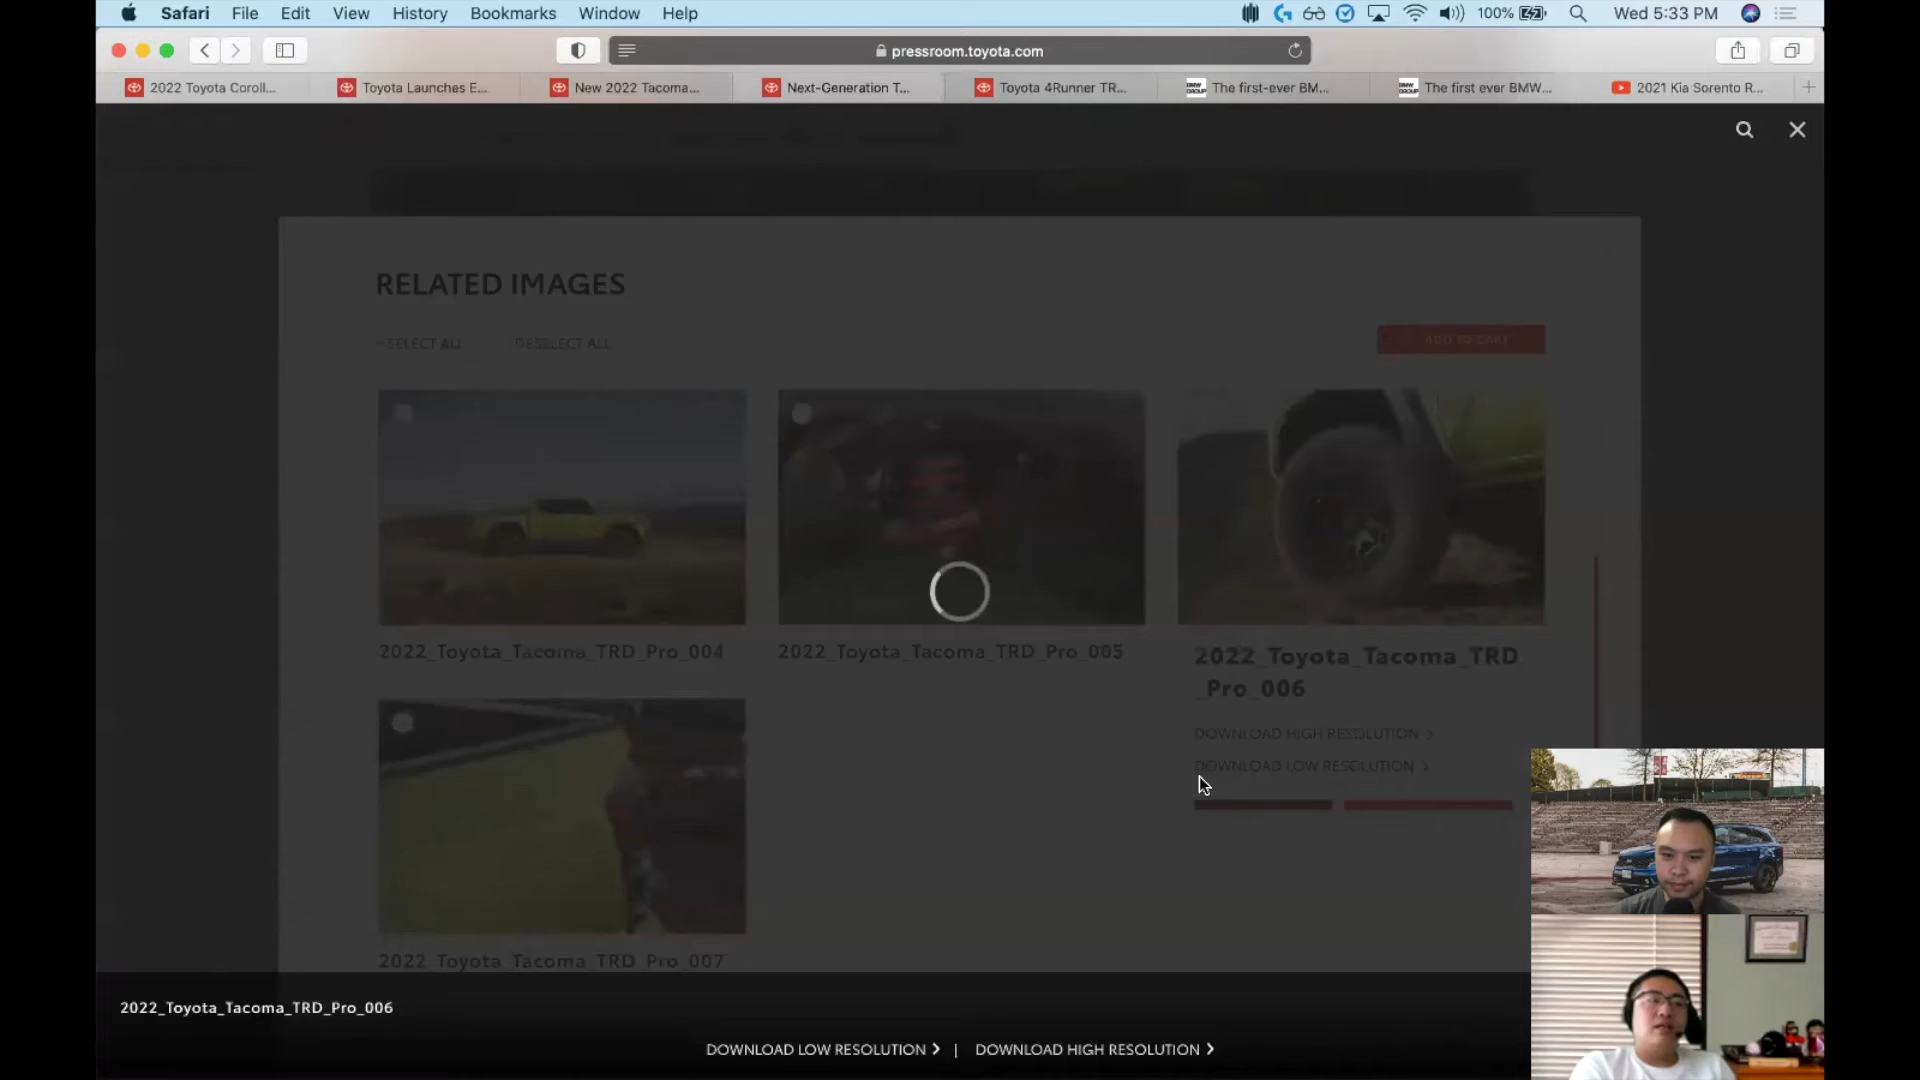 Safari File Edit View History Bookmarks Window Help 100% Wed 5:33 PM
pressroom.toyota.com
2022 Toyota Coroll... Toyota Launches E... New 2022 Tacoma... Next-Generation T... Toyota 4Runner TR... The first-ever BM... The first ever BMW... 2021 Kia Sorento R...
RELATED IMAGES
SELECT ALL DESELECT ALL ADD TO CART
2022_Toyota_Tacoma_TRD_Pro_004 2022_Toyota_Tacoma_TRD_Pro_005 2022_Toyota_Tacoma_TRD
_Pro_006
DOWNLOAD HIGH RESOLUTION >
DOWNLOAD LOW RESOLUTION >
2022_Toyota_Tacoma_TRD_Pro_007
2022_Toyota_Tacoma_TRD_Pro_006
DOWNLOAD LOW RESOLUTION > | DOWNLOAD HIGH RESOLUTION >